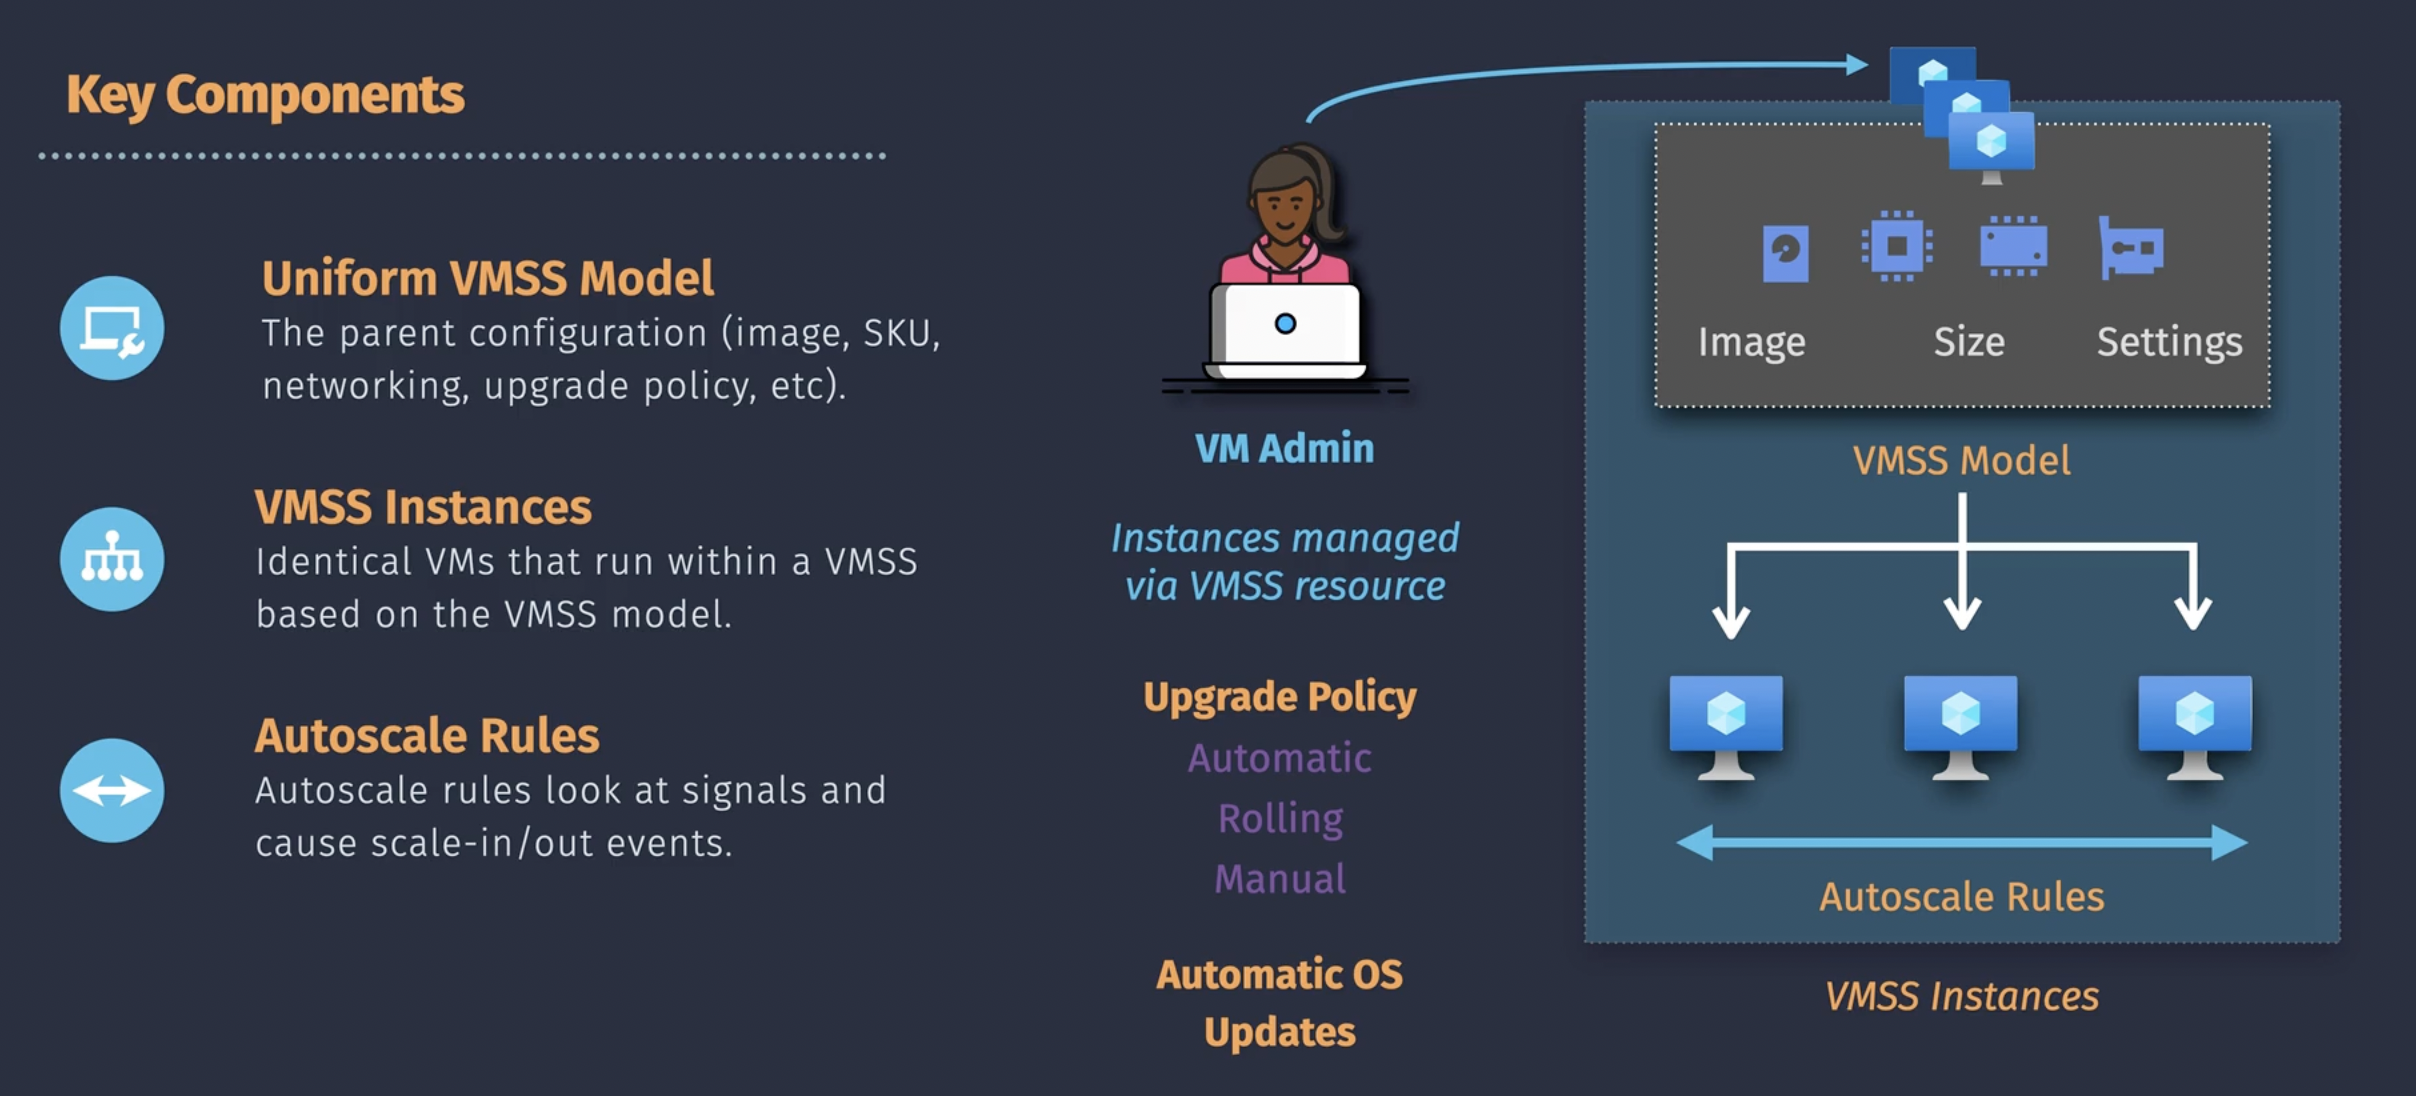 Key Components
Uniform VMSS Model
The parent configuration (image, SKU,
networking, upgrade policy, etc).
VMSS Instances
Identical VMs that run within a VMSS
based on the VMSS model.
Autoscale Rules
Autoscale rules look at signals and
cause scale-in/out events.
VM Admin
Instances managed
via VMSS resource
Upgrade Policy
Automatic
Rolling
Manual
Automatic OS
Updates
Image Size Settings
VMSS Model
Autoscale Rules
VMSS Instances